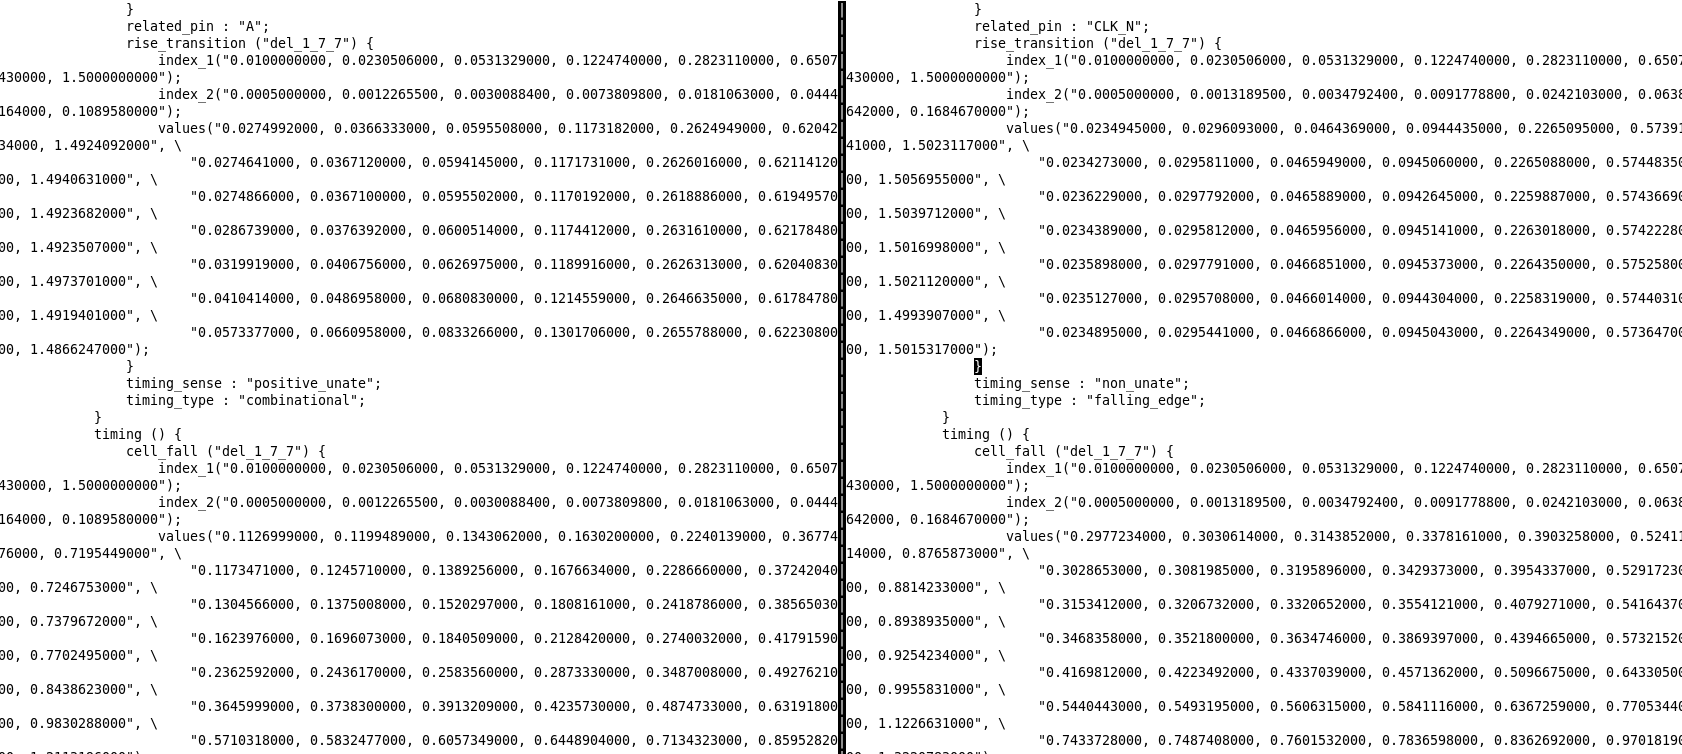 }
related_pin : "A";
rise_transition ("del_1_7_7") {
index_1("0.0100000000, 0.0230506000, 0.0531329000, 0.1224740000, 0.2823110000, 0.6507
430000, 1.5000000000");
index_2("0.0005000000, 0.0012265500, 0.0030088400, 0.0073809800, 0.0181063000, 0.0444
164000, 0.1089580000");
values("0.0274992000, 0.0366333000, 0.0595508000, 0.1173182000, 0.2624949000, 0.62042
34000, 1.4924092000", \
"0.0274641000, 0.0367120000, 0.0594145000, 0.1171731000, 0.2626016000, 0.62114120
00, 1.4940631000", \
"0.0274866000, 0.0367100000, 0.0595502000, 0.1170192000, 0.2618886000, 0.61949570
00, 1.4923682000", \
"0.0286739000, 0.0376392000, 0.0600514000, 0.1174412000, 0.2631610000, 0.62178480
00, 1.4923507000", \
"0.0319919000, 0.0406756000, 0.0626975000, 0.1189916000, 0.2626313000, 0.62040830
00, 1.4973701000", \
"0.0410414000, 0.0486958000, 0.0680830000, 0.1214559000, 0.2646635000, 0.61784780
00, 1.4919401000", \
"0.0573377000, 0.0660958000, 0.0833266000, 0.1301706000, 0.2655788000, 0.62230800
00, 1.4866247000");
}
timing_sense : "positive_unate";
timing_type : "combinational";
}
timing () {
cell_fall ("del_1_7_7") {
index_1("0.0100000000, 0.0230506000, 0.0531329000, 0.1224740000, 0.2823110000, 0.6507
430000, 1.5000000000");
index_2("0.0005000000, 0.0012265500, 0.0030088400, 0.0073809800, 0.0181063000, 0.0444
164000, 0.1089580000");
values("0.1126999000, 0.1199489000, 0.1343062000, 0.1630200000, 0.2240139000, 0.36774
76000, 0.7195449000", \
"0.1173471000, 0.1245710000, 0.1389256000, 0.1676634000, 0.2286660000, 0.37242040
00, 0.7246753000", \
"0.1304566000, 0.1375008000, 0.1520297000, 0.1808161000, 0.2418786000, 0.38565030
00, 0.7379672000", \
"0.1623976000, 0.1696073000, 0.1840509000, 0.2128420000, 0.2740032000, 0.41791590
00, 0.7702495000", \
"0.2362592000, 0.2436170000, 0.2583560000, 0.2873330000, 0.3487008000, 0.49276210
00, 0.8438623000", \
"0.3645999000, 0.3738300000, 0.3913209000, 0.4235730000, 0.4874733000, 0.63191800
00, 0.9830288000", \
"0.5710318000, 0.5832477000, 0.6057349000, 0.6448904000, 0.7134323000, 0.85952820
}
related_pin : "CLK_N";
rise_transition ("del_1_7_7") {
index_1("0.0100000000, 0.0230506000, 0.0531329000, 0.1224740000, 0.2823110000, 0.6507
430000, 1.5000000000");
index_2("0.0005000000, 0.0013189500, 0.0034792400, 0.0091778800, 0.0242103000, 0.0638
642000, 0.1684670000");
values("0.0234945000, 0.0296093000, 0.0464369000, 0.0944435000, 0.2265095000, 0.57391
41000, 1.5023117000", \
"0.0234273000, 0.0295811000, 0.0465949000, 0.0945060000, 0.2265088000, 0.57448350
00, 1.5056955000", \
"0.0236229000, 0.0297792000, 0.0465889000, 0.0942645000, 0.2259887000, 0.57436690
00, 1.5039712000", \
"0.0234389000, 0.0295812000, 0.0465956000, 0.0945141000, 0.2263018000, 0.57422280
00, 1.5016998000", \
"0.0235898000, 0.0297791000, 0.0466851000, 0.0945373000, 0.2264350000, 0.57525800
00, 1.5021120000", \
"0.0235127000, 0.0295708000, 0.0466014000, 0.0944304000, 0.2258319000, 0.57440310
00, 1.4993907000", \
"0.0234895000, 0.0295441000, 0.0466866000, 0.0945043000, 0.2264349000, 0.57364700
00, 1.5015317000");
}
timing_sense : "non_unate";
timing_type : "falling_edge";
}
timing () {
cell_fall ("del_1_7_7") {
index_1("0.0100000000, 0.0230506000, 0.0531329000, 0.1224740000, 0.2823110000, 0.6507
430000, 1.5000000000");
index_2("0.0005000000, 0.0013189500, 0.0034792400, 0.0091778800, 0.0242103000, 0.0638
642000, 0.1684670000");
values("0.2977234000, 0.3030614000, 0.3143852000, 0.3378161000, 0.3903258000, 0.52411
14000, 0.8765873000", \
"0.3028653000, 0.3081985000, 0.3195896000, 0.3429373000, 0.3954337000, 0.52917230
00, 0.8814233000", \
"0.3153412000, 0.3206732000, 0.3320652000, 0.3554121000, 0.4079271000, 0.54164370
00, 0.8938935000", \
"0.3468358000, 0.3521800000, 0.3634746000, 0.3869397000, 0.4394665000, 0.57321520
00, 0.9254234000", \
"0.4169812000, 0.4223492000, 0.4337039000, 0.4571362000, 0.5096675000, 0.64330500
00, 0.9955831000", \
"0.5440443000, 0.5493195000, 0.5606315000, 0.5841116000, 0.6367259000, 0.77053440
00, 1.1226631000", \
"0.7433728000, 0.7487408000, 0.7601532000, 0.7836598000, 0.8362692000, 0.97018190